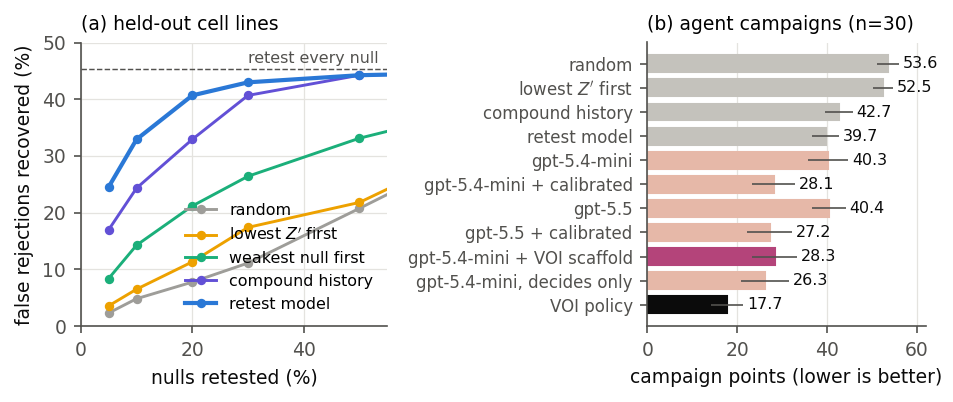 (a) held-out cell lines
false rejections recovered (%)
50
40
30
20
10
0
retest every null
random
lowest Z′ first
weakest null first
compound history
retest model
0
20
40
nulls retested (%)
(b) agent campaigns (n=30)
random 53.6
lowest Z′ first 52.5
compound history 42.7
retest model 39.7
gpt-5.4-mini 40.3
gpt-5.4-mini + calibrated 28.1
gpt-5.5 40.4
gpt-5.5 + calibrated 27.2
gpt-5.4-mini + VOI scaffold 28.3
gpt-5.4-mini, decides only 26.3
VOI policy 17.7
0
20
40
60
campaign points (lower is better)